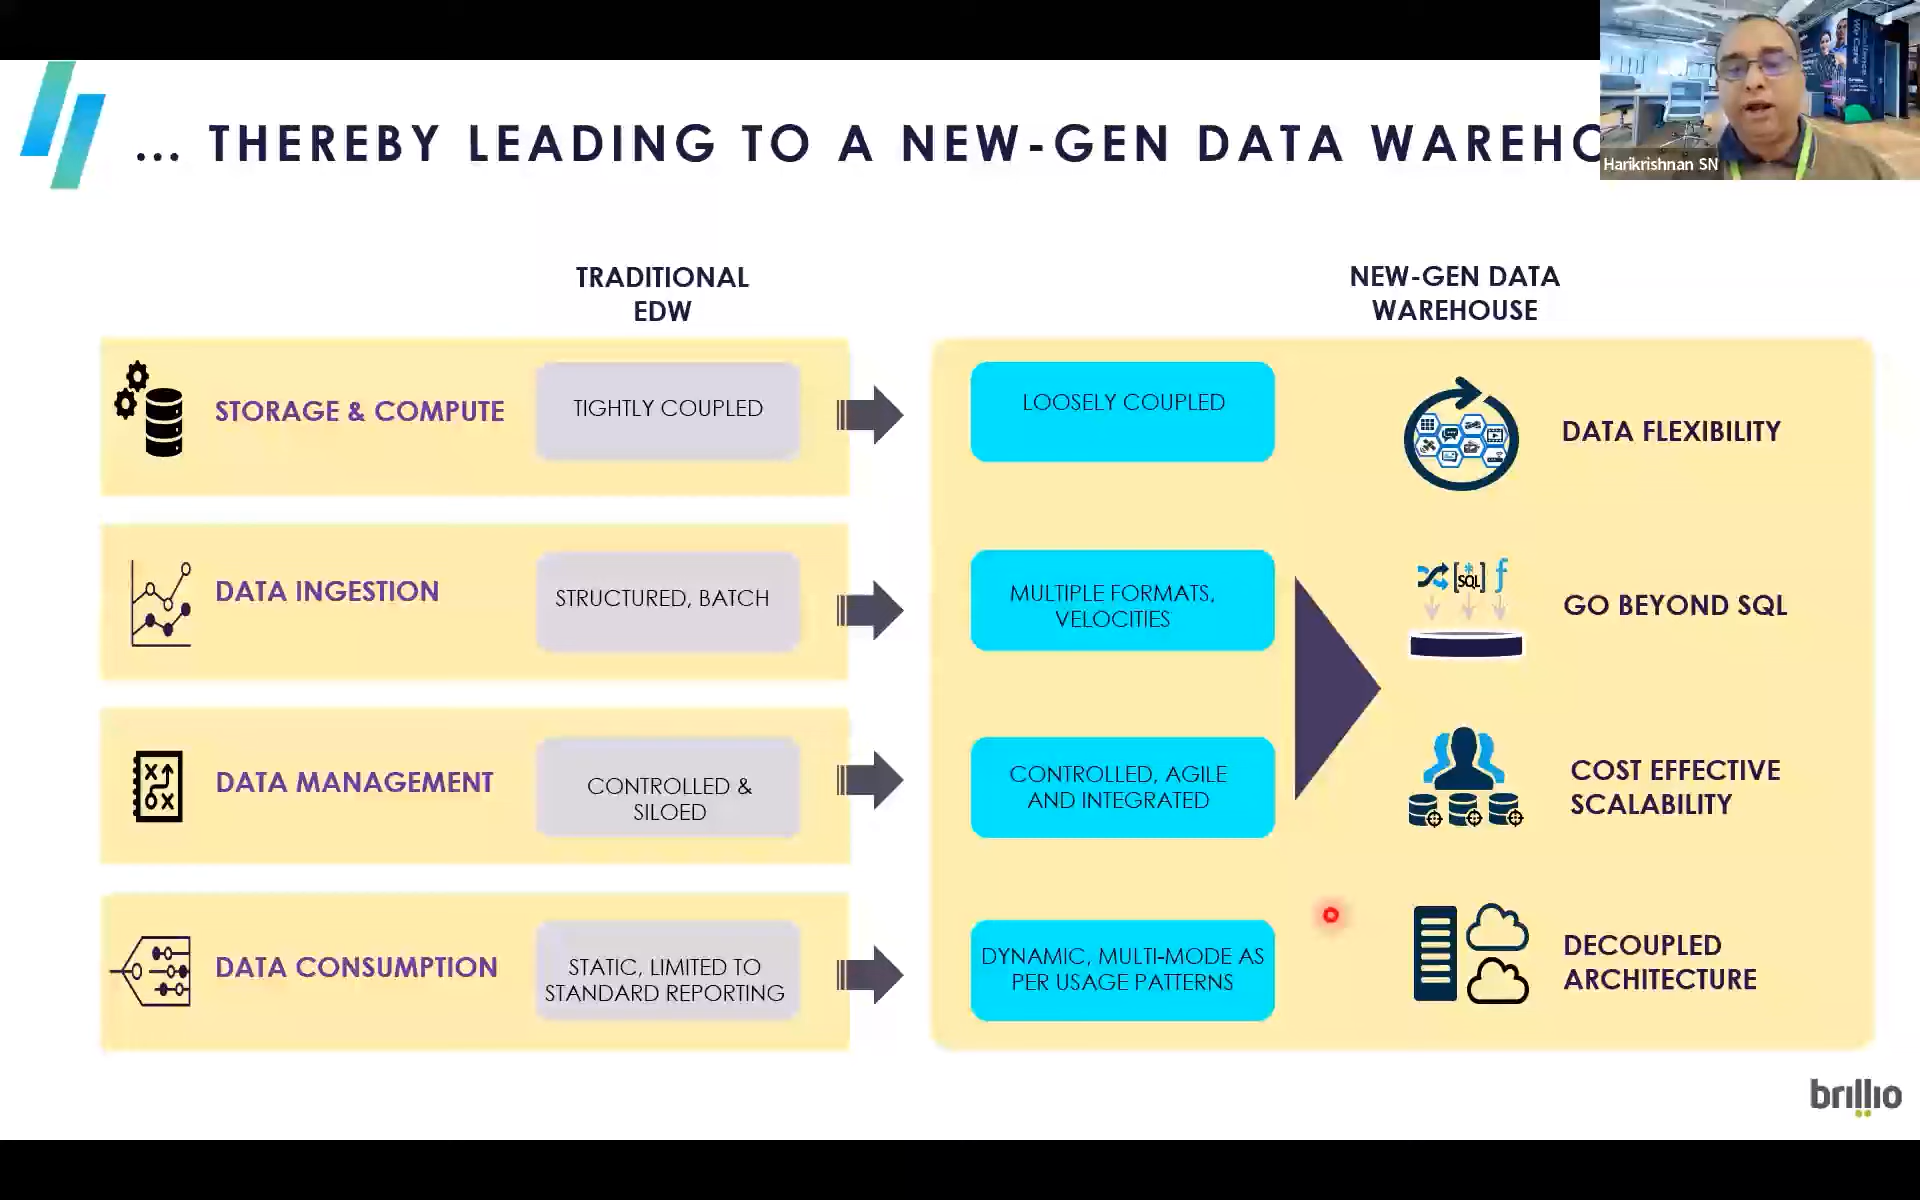 ... THEREBY LEADING TO A NEW-GEN DATA WAREHO
Harikrishnan SN
We Care
TRADITIONAL
EDW
NEW-GEN DATA
WAREHOUSE
STORAGE & COMPUTE
TIGHTLY COUPLED
LOOSELY COUPLED
DATA FLEXIBILITY
DATA INGESTION
STRUCTURED, BATCH
MULTIPLE FORMATS,
VELOCITIES
[SQL] f
GO BEYOND SQL
DATA MANAGEMENT
CONTROLLED &
SILOED
CONTROLLED, AGILE
AND INTEGRATED
COST EFFECTIVE
SCALABILITY
DATA CONSUMPTION
STATIC, LIMITED TO
STANDARD REPORTING
DYNAMIC, MULTI-MODE AS
PER USAGE PATTERNS
DECOUPLED
ARCHITECTURE
brillio